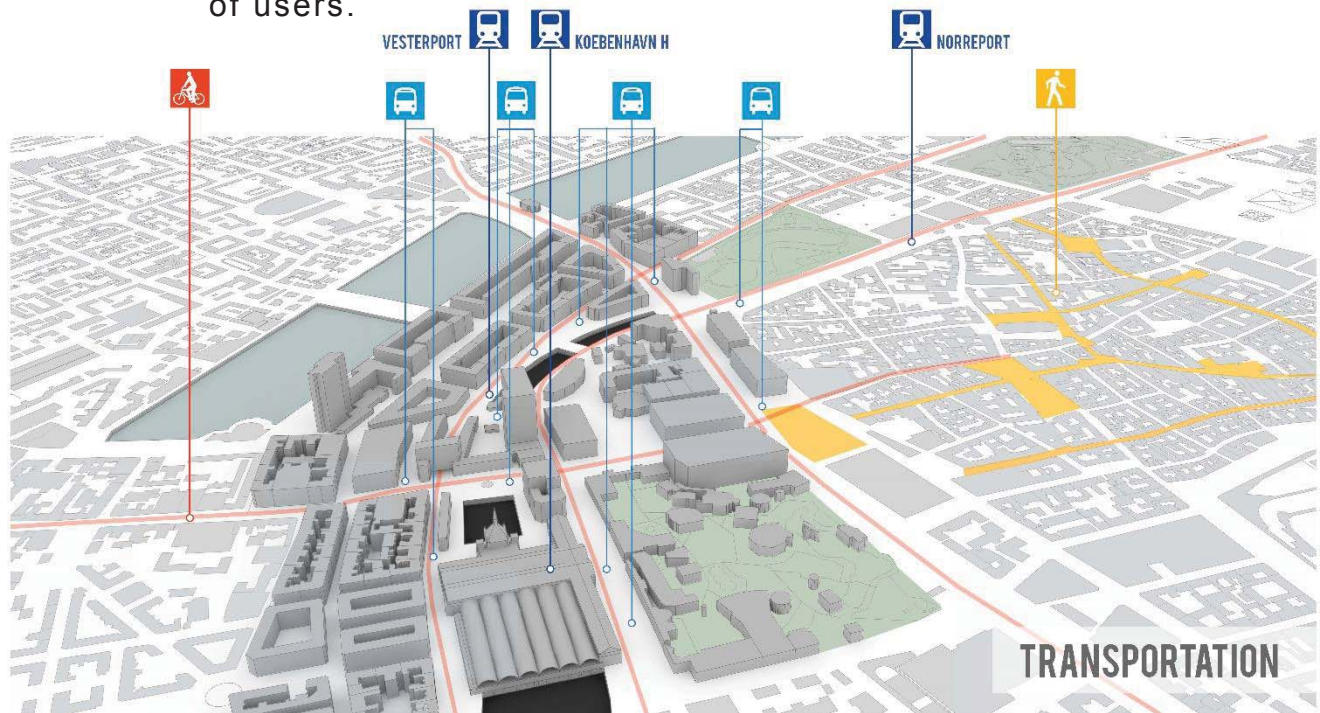 of users.
VESTERPORT
KOEBENHAVN H
NORREPORT
TRANSPORTATION